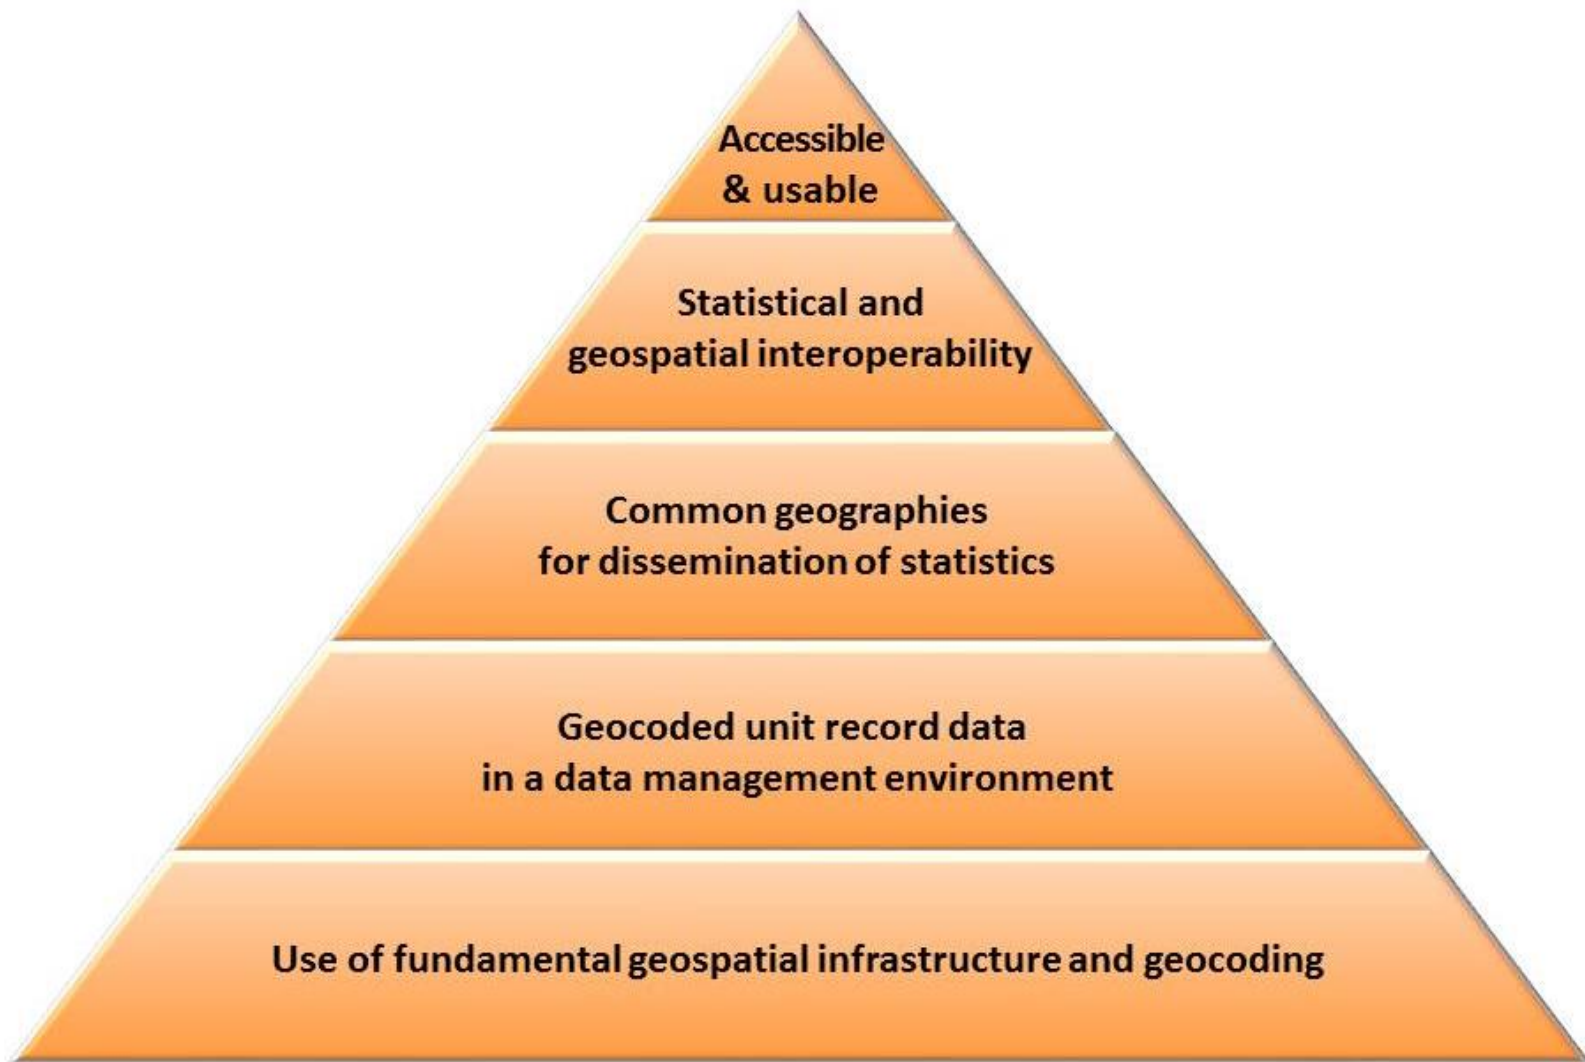 Accessible
& usable
Statistical and
geospatial interoperability
Common geographies
for dissemination of statistics
Geocoded unit record data
in a data management environment
Use of fundamental geospatial infrastructure and geocoding